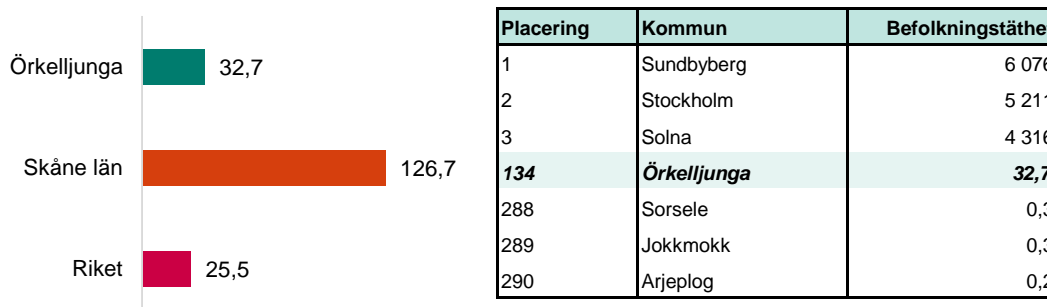 Örkelljunga 32,7
Skåne län 126,7
Riket 25,5
Placering Kommun Befolkningstäthet
1 Sundbyberg 6 076
2 Stockholm 5 211
3 Solna 4 316
134 Örkelljunga 32,7
288 Sorsele 0,3
289 Jokkmokk 0,3
290 Arjeplog 0,2